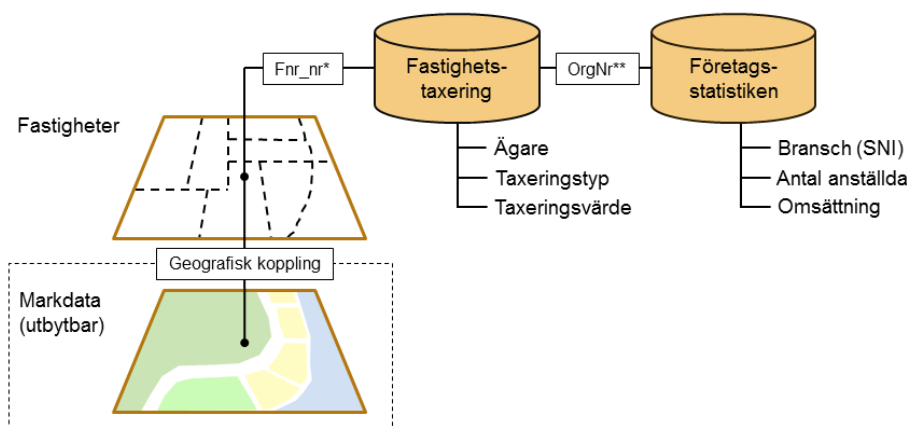 Fnr_nr*
Fastighets-
taxering
OrgNr**
Företags-
statistiken
Fastigheter
Ägare
Taxeringstyp
Taxeringsvärde
Bransch (SNI)
Antal anställda
Omsättning
Geografisk koppling
Markdata
(utbytbar)